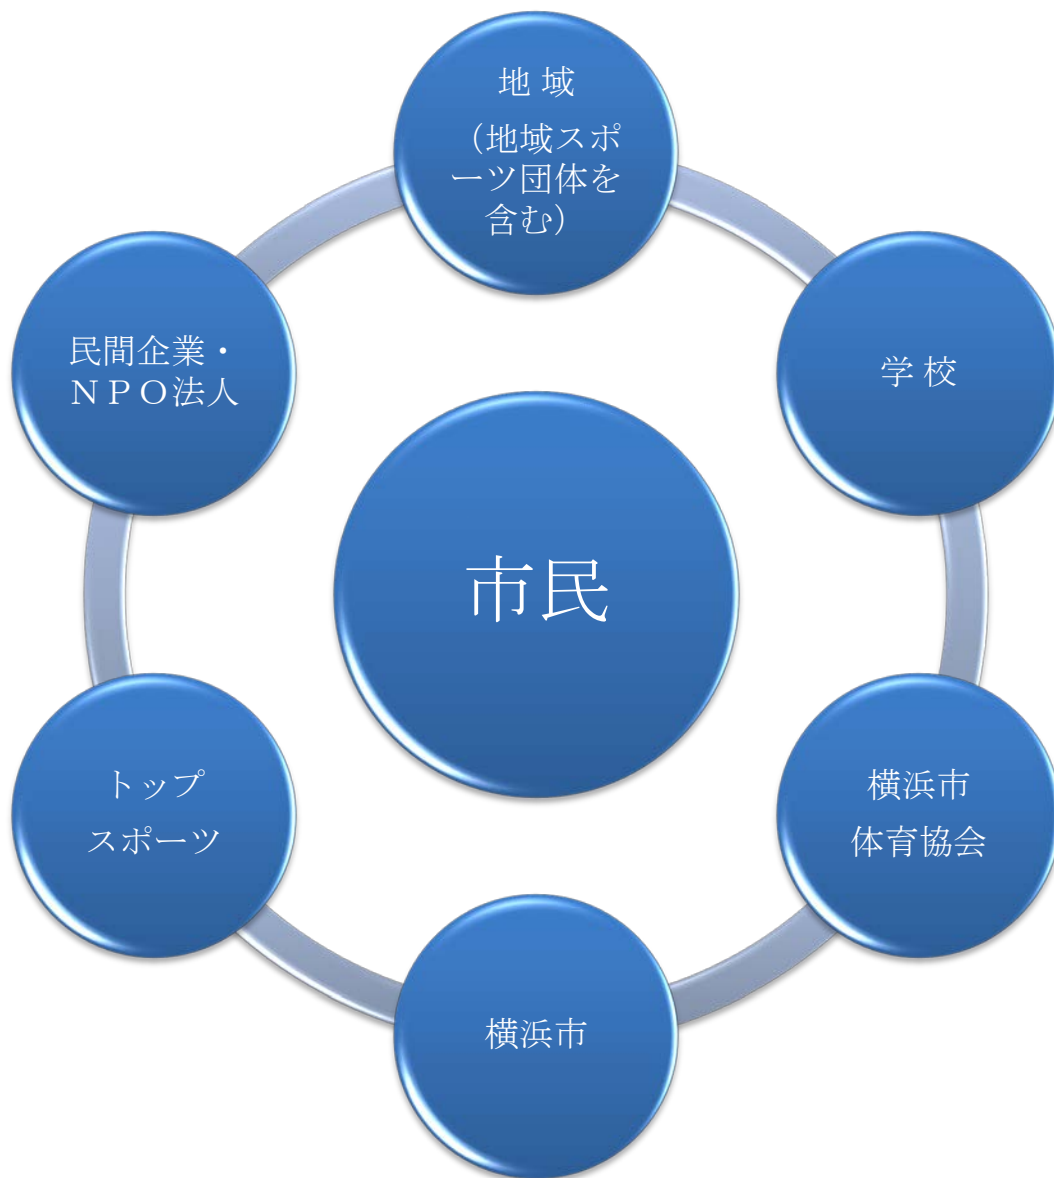 地 域
（地域スポ
ーツ団体を
含む）
民間企業・
ＮＰＯ法人
学 校
市民
トップ
スポーツ
横浜市
体育協会
横浜市